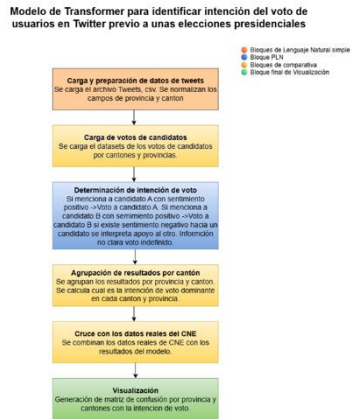 Modelo de Transformer para identificar intención del voto de
usuarios en Twitter previo a unas elecciones presidenciales
Bloques de Lenguaje Natural simple
Bloque PLN
Bloques de comparativa
Bloque final de Visualización
Carga y preparación de datos de tweets
Se carga el archivo Tweets, csv. Se normalizan los
campos de provincia y canton
Carga de votos de candidatos
Se carga el datasets de los votos de candidatos
por cantones y provincias.
Determinación de intención de voto
Si menciona a candidato A con sentimiento
positivo ->Voto a candidato A. Si menciona a
candidato B con semimiento positivo ->Voto a
candidato B si existe sentimiento negativo hacia un
candidato se interpreta apoyo al otro. Informción
no clara voto indefinido.
Agrupación de resultados por cantón
Se agrupan los resultados por provincia y canton.
Se calcula cual es la intención de voto dominante
en cada canton y provincia.
Cruce con los datos reales del CNE
Se combinan los datos reales de CNE con los
resultados del modelo.
Visualización
Generación de matriz de confusión por provincia y
cantones con la intencion de voto.